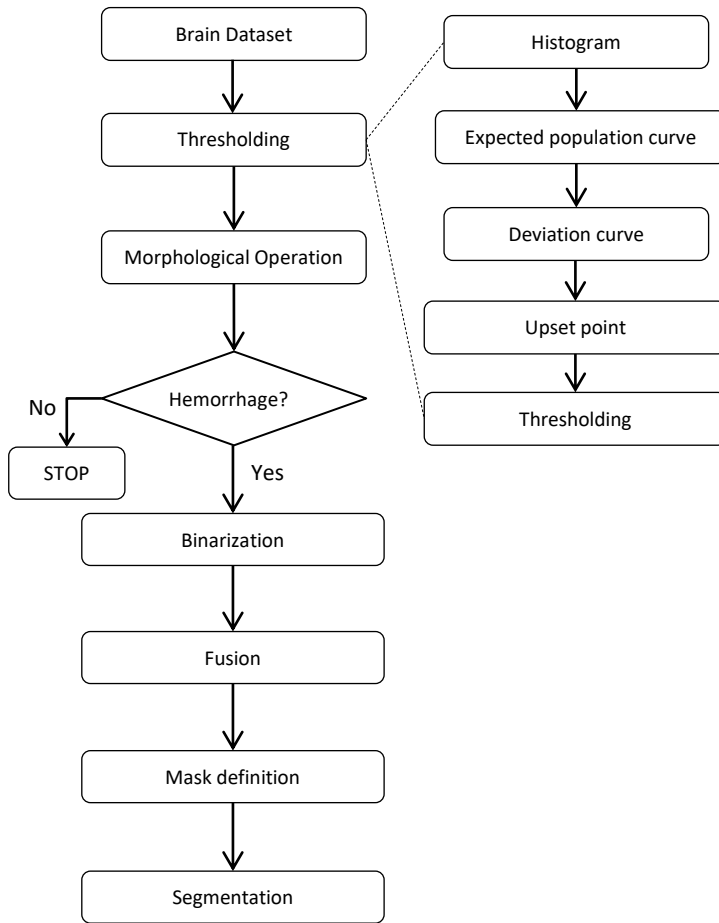 Brain Dataset
Thresholding
Morphological Operation
Hemorrhage?
No
STOP
Yes
Binarization
Fusion
Mask definition
Segmentation
Histogram
Expected population curve
Deviation curve
Upset point
Thresholding